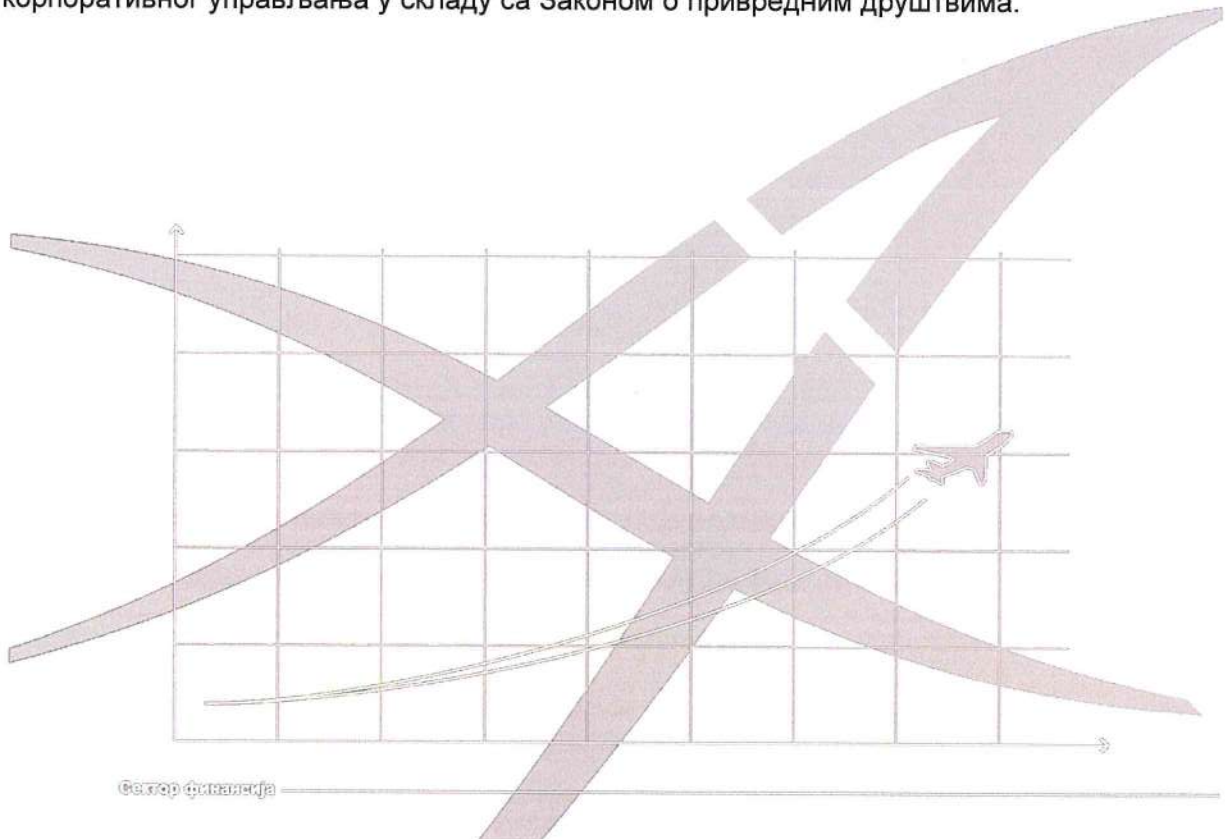 корпоративног управљања у складу са Законом о привредним друштвима.
Сектор финансија